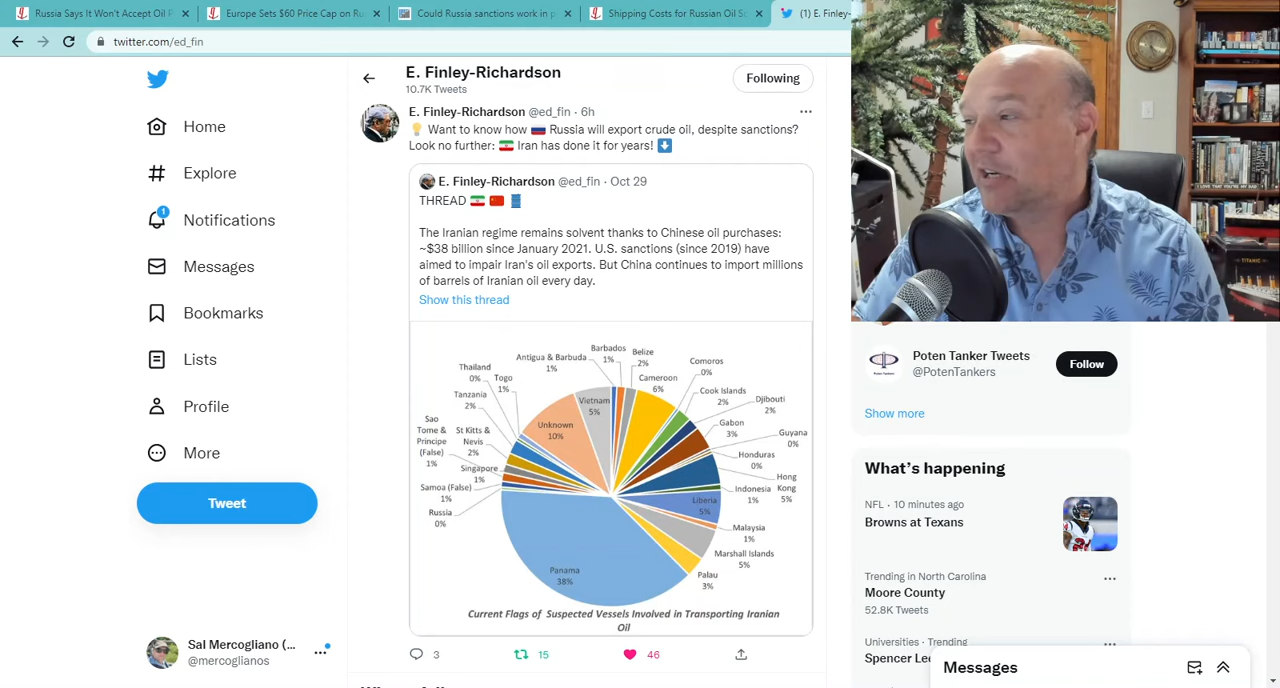 Russia Says It Won't Accept Oil P
Europe Sets $60 Price Cap on Ru
Could Russia sanctions work in p
Shipping Costs for Russian Oil S
(1) E. Finley-
twitter.com/ed_fin
Home
Explore
1
Notifications
Messages
Bookmarks
Lists
Profile
More
Tweet
Sal Mercogliano (...
@mercoglianos
E. Finley-Richardson
10.7K Tweets
Following
E. Finley-Richardson @ed_fin · 6h
Want to know how Russia will export crude oil, despite sanctions?
Look no further: Iran has done it for years!
E. Finley-Richardson @ed_fin · Oct 29
THREAD
The Iranian regime remains solvent thanks to Chinese oil purchases:
~$38 billion since January 2021. U.S. sanctions (since 2019) have
aimed to impair Iran's oil exports. But China continues to import millions
of barrels of Iranian oil every day.
Show this thread
Barbados
1%
Belize
2%
Cameroon
6%
Comoros
0%
Cook Islands
2%
Djibouti
2%
Gabon
3%
Guyana
0%
Honduras
0%
Hong
Kong
5%
Indonesia
1%
Liberia
5%
Malaysia
1%
Marshall Islands
5%
Palau
3%
Panama
38%
Russia
0%
Samoa (False)
1%
Singapore
1%
St Kitts &
Nevis
2%
Sao
Tome &
Principe
(False)
1%
Tanzania
2%
Thailand
0%
Togo
1%
Unknown
10%
Vietnam
5%
Antigua & Barbuda
1%
Current Flags of Suspected Vessels Involved in Transporting Iranian
Oil
3
15
46
Poten Tanker Tweets
@PotenTankers
Follow
Show more
What's happening
NFL · 10 minutes ago
Browns at Texans
Trending in North Carolina
Moore County
52.8K Tweets
Universities · Trending
Spencer
Messages
I LOVE THAT YOU'RE MY DAD
TITANIC